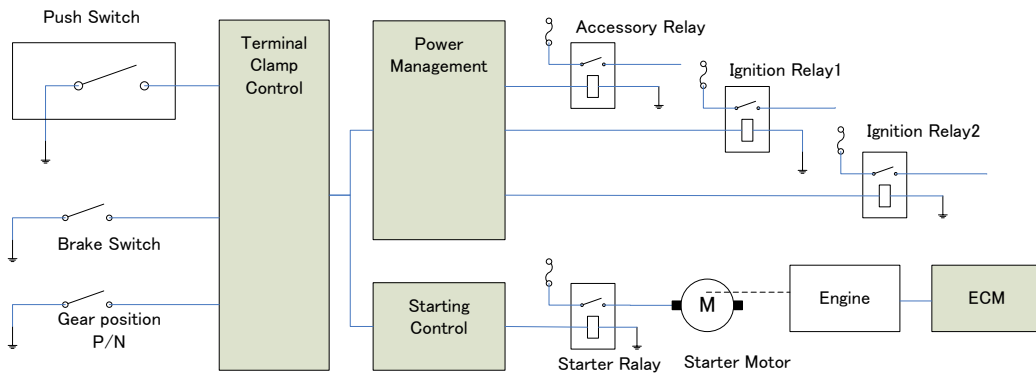 Push Switch
Terminal
Clamp
Control
Power
Management
Accessory Relay
Ignition Relay1
Ignition Relay2
Brake Switch
Gear position
P/N
Starting
Control
Starter Ralay
M
Starter Motor
Engine
ECM